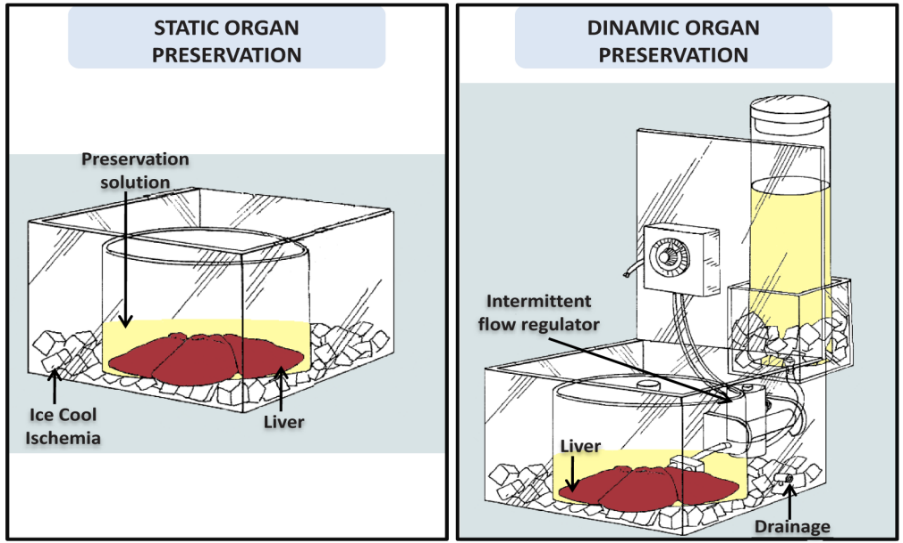 STATIC ORGAN
PRESERVATION
Preservation
solution
Ice Cool
Ischemia
Liver
DINAMIC ORGAN
PRESERVATION
Intermittent
flow regulator
Liver
Drainage